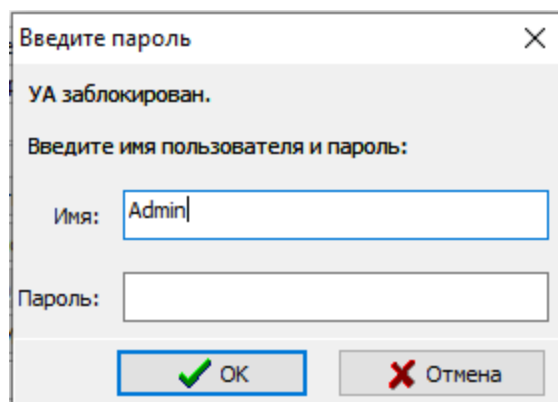 Введите пароль
УА заблокирован.
Введите имя пользователя и пароль:
Имя: Admin
Пароль:
OK Отмена